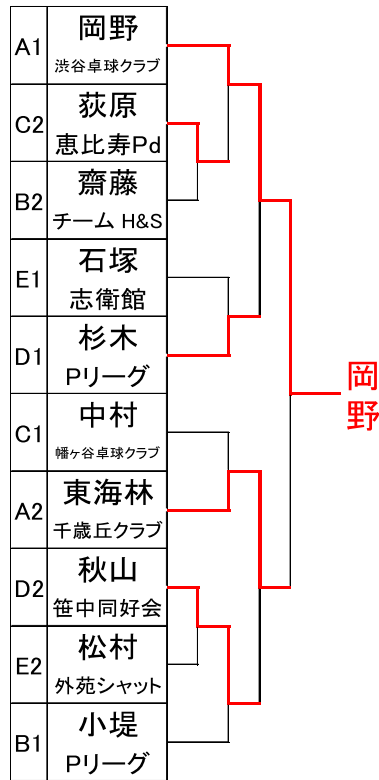 A1
岡野
渋谷卓球クラブ
C2
荻原
恵比寿Pd
B2
齋藤
チーム H&S
E1
石塚
志衛館
D1
杉木
Pリーグ
C1
中村
幡ヶ谷卓球クラブ
A2
東海林
千歳丘クラブ
D2
秋山
笹中同好会
E2
松村
外苑シャット
B1
小堤
Pリーグ
岡野